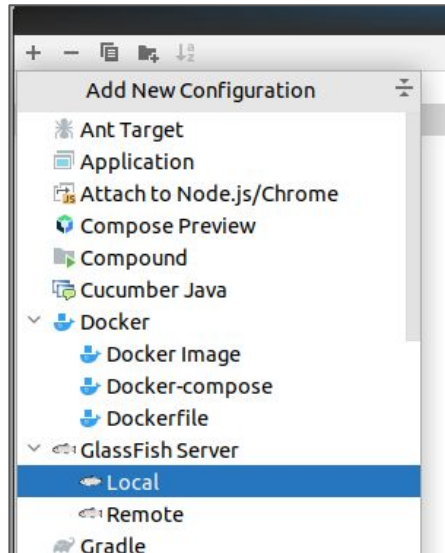 Add New Configuration
Ant Target
Application
Attach to Node.js/Chrome
Compose Preview
Compound
Cucumber Java
Docker
Docker Image
Docker-compose
Dockerfile
GlassFish Server
Local
Remote
Gradle